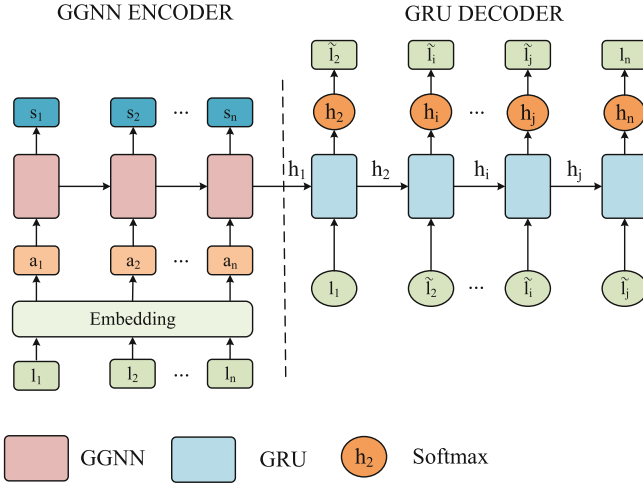 GGNN ENCODER GRU DECODER
l̃₂ l̃ᵢ l̃ⱼ lₙ
s₁ s₂ ... sₙ h₂ hᵢ ... hⱼ hₙ
h₁ h₂ hᵢ hⱼ
a₁ a₂ ... aₙ
l₁ l̃₂ ... l̃ᵢ l̃ⱼ
Embedding
l₁ l₂ ... lₙ
GGNN GRU h₂ Softmax